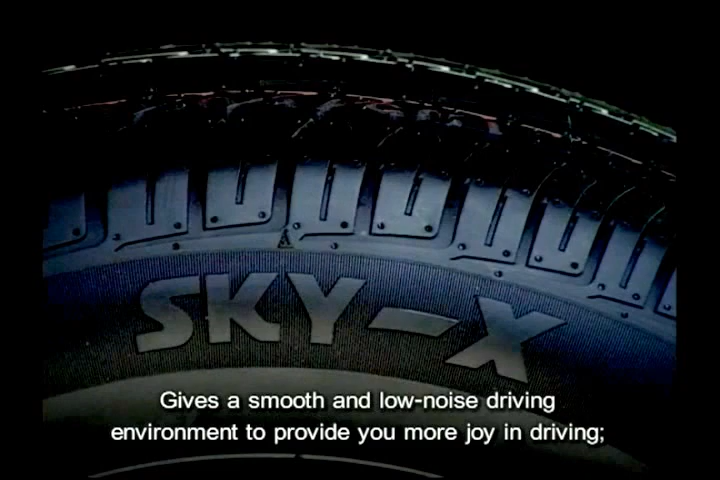 SKY-X
Gives a smooth and low-noise driving
environment to provide you more joy in driving;